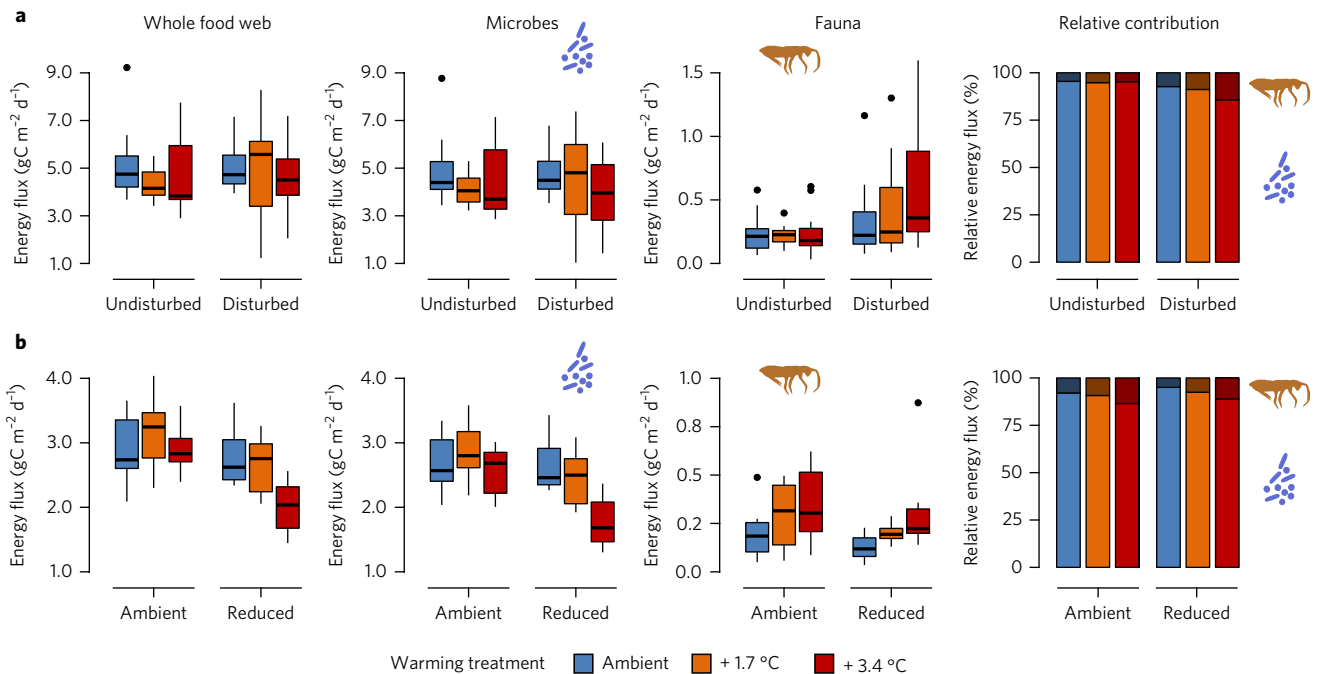 a
Whole food web
Microbes
Fauna
Relative contribution
Energy flux (gC m⁻² d⁻¹)
9.0
7.0
5.0
3.0
1.0
Undisturbed
Disturbed
Energy flux (gC m⁻² d⁻¹)
9.0
7.0
5.0
3.0
1.0
Undisturbed
Disturbed
Energy flux (gC m⁻² d⁻¹)
1.5
1.0
0.5
0.0
Undisturbed
Disturbed
Relative energy flux (%)
100
75
50
25
0
Undisturbed
Disturbed
b
Energy flux (gC m⁻² d⁻¹)
4.0
3.0
2.0
1.0
Ambient
Reduced
Energy flux (gC m⁻² d⁻¹)
4.0
3.0
2.0
1.0
Ambient
Reduced
Energy flux (gC m⁻² d⁻¹)
1.0
0.8
0.5
0.2
0.0
Ambient
Reduced
Relative energy flux (%)
100
75
50
25
0
Ambient
Reduced
Warming treatment
Ambient
+ 1.7 °C
+ 3.4 °C